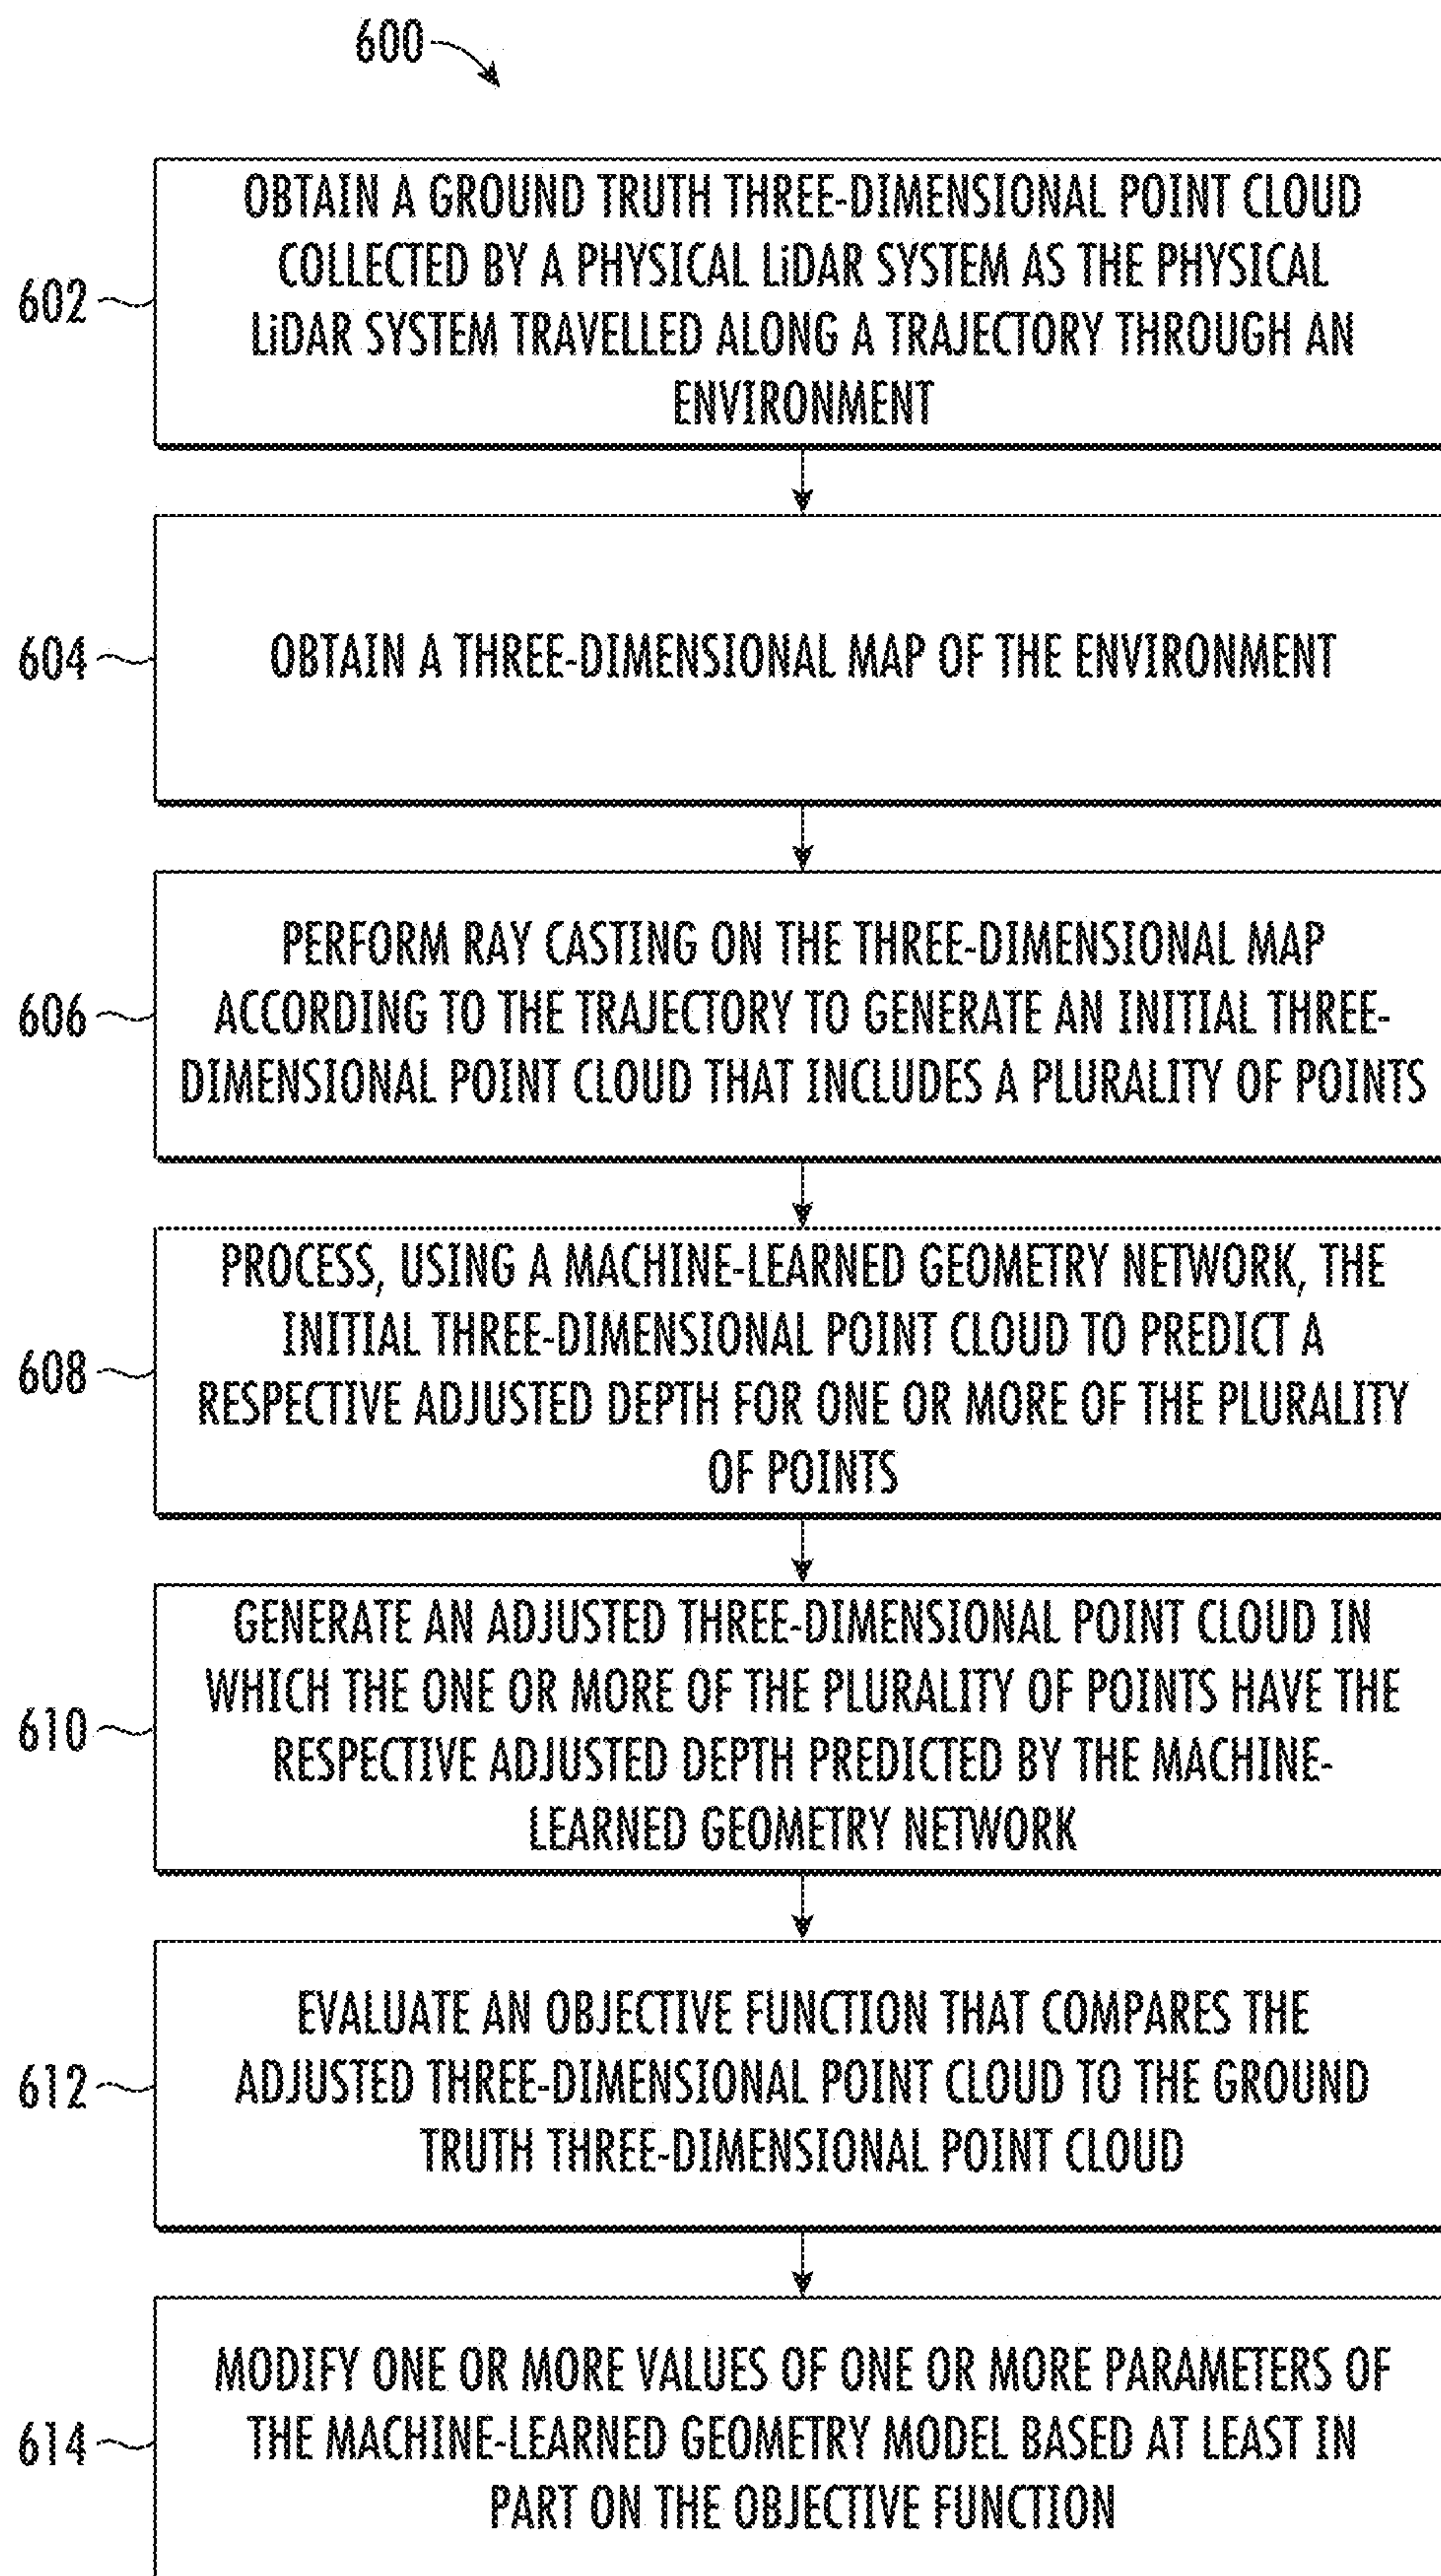 600
OBTAIN A GROUND TRUTH THREE-DIMENSIONAL POINT CLOUD
COLLECTED BY A PHYSICAL LiDAR SYSTEM AS THE PHYSICAL
LiDAR SYSTEM TRAVELLED ALONG A TRAJECTORY THROUGH AN
ENVIRONMENT
602
OBTAIN A THREE-DIMENSIONAL MAP OF THE ENVIRONMENT
604
PERFORM RAY CASTING ON THE THREE-DIMENSIONAL MAP
ACCORDING TO THE TRAJECTORY TO GENERATE AN INITIAL THREE-
DIMENSIONAL POINT CLOUD THAT INCLUDES A PLURALITY OF POINTS
606
PROCESS, USING A MACHINE-LEARNED GEOMETRY NETWORK, THE
INITIAL THREE-DIMENSIONAL POINT CLOUD TO PREDICT A
RESPECTIVE ADJUSTED DEPTH FOR ONE OR MORE OF THE PLURALITY
OF POINTS
608
GENERATE AN ADJUSTED THREE-DIMENSIONAL POINT CLOUD IN
WHICH THE ONE OR MORE OF THE PLURALITY OF POINTS HAVE THE
RESPECTIVE ADJUSTED DEPTH PREDICTED BY THE MACHINE-
LEARNED GEOMETRY NETWORK
610
EVALUATE AN OBJECTIVE FUNCTION THAT COMPARES THE
ADJUSTED THREE-DIMENSIONAL POINT CLOUD TO THE GROUND
TRUTH THREE-DIMENSIONAL POINT CLOUD
612
MODIFY ONE OR MORE VALUES OF ONE OR MORE PARAMETERS OF
THE MACHINE-LEARNED GEOMETRY MODEL BASED AT LEAST IN
PART ON THE OBJECTIVE FUNCTION
614